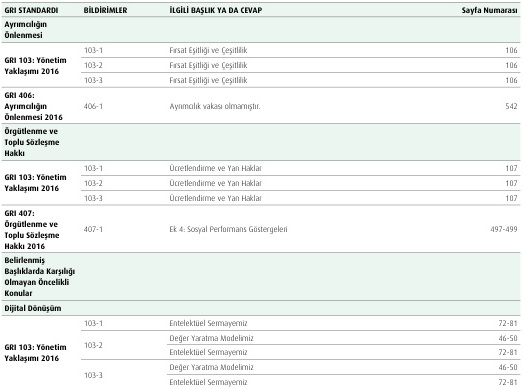 GRI STANDARDI BİLDİRİMLER İLGİLİ BAŞLIK YA DA CEVAP Sayfa Numarası
Ayrımcılığın
Önlenmesi
GRI 103: Yönetim
Yaklaşımı 2016
103-1 Fırsat Eşitliği ve Çeşitlilik 106
103-2 Fırsat Eşitliği ve Çeşitlilik 106
103-3 Fırsat Eşitliği ve Çeşitlilik 106
GRI 406:
Ayrımcılığın
Önlenmesi 2016
406-1 Ayrımcılık vakası olmamıştır. 542
Örgütlenme ve
Toplu Sözleşme
Hakkı
GRI 103: Yönetim
Yaklaşımı 2016
103-1 Ücretlendirme ve Yan Haklar 107
103-2 Ücretlendirme ve Yan Haklar 107
103-3 Ücretlendirme ve Yan Haklar 107
GRI 407:
Örgütlenme ve
Toplu Sözleşme
Hakkı 2016
407-1 Ek 4: Sosyal Performans Göstergeleri 497-499
Belirlenmiş
Başlıklarda Karşılığı
Olmayan Öncelikli
Konular
Dijital Dönüşüm
GRI 103: Yönetim
Yaklaşımı 2016
103-1 Entelektüel Sermayemiz 72-81
103-2 Değer Yaratma Modelimiz 46-50
Entelektüel Sermayemiz 72-81
103-3 Değer Yaratma Modelimiz 46-50
Entelektüel Sermayemiz 72-81